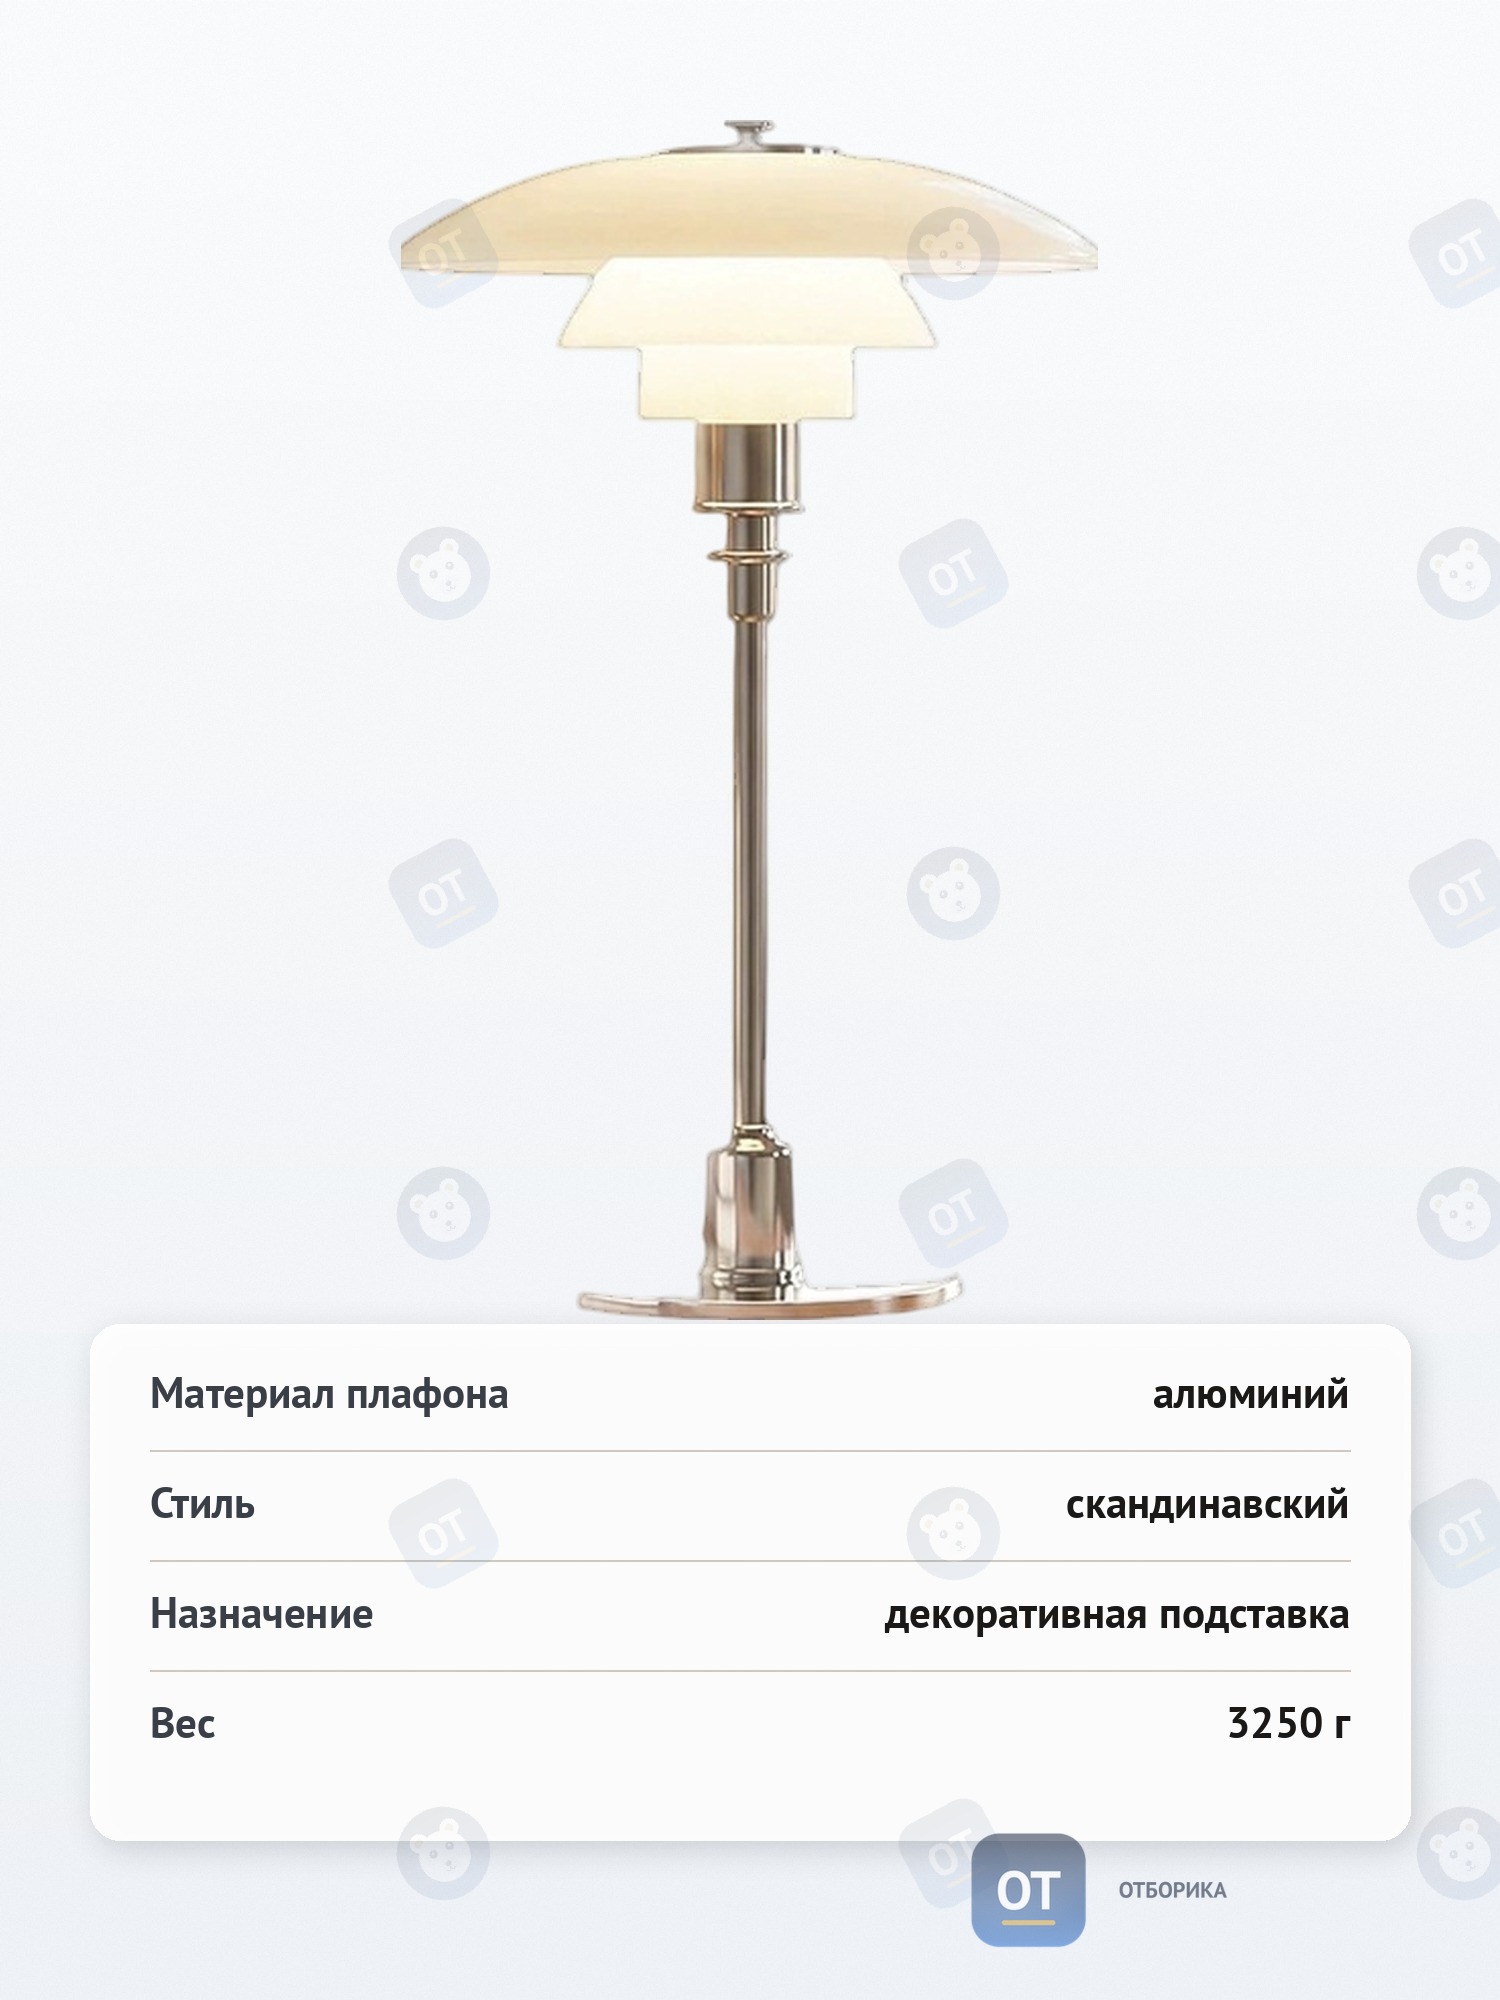 Материал плафона алюминий
Стиль скандинавский
Назначение декоративная подставка
Вес 3250 г
ОТ ОТБОРИКА